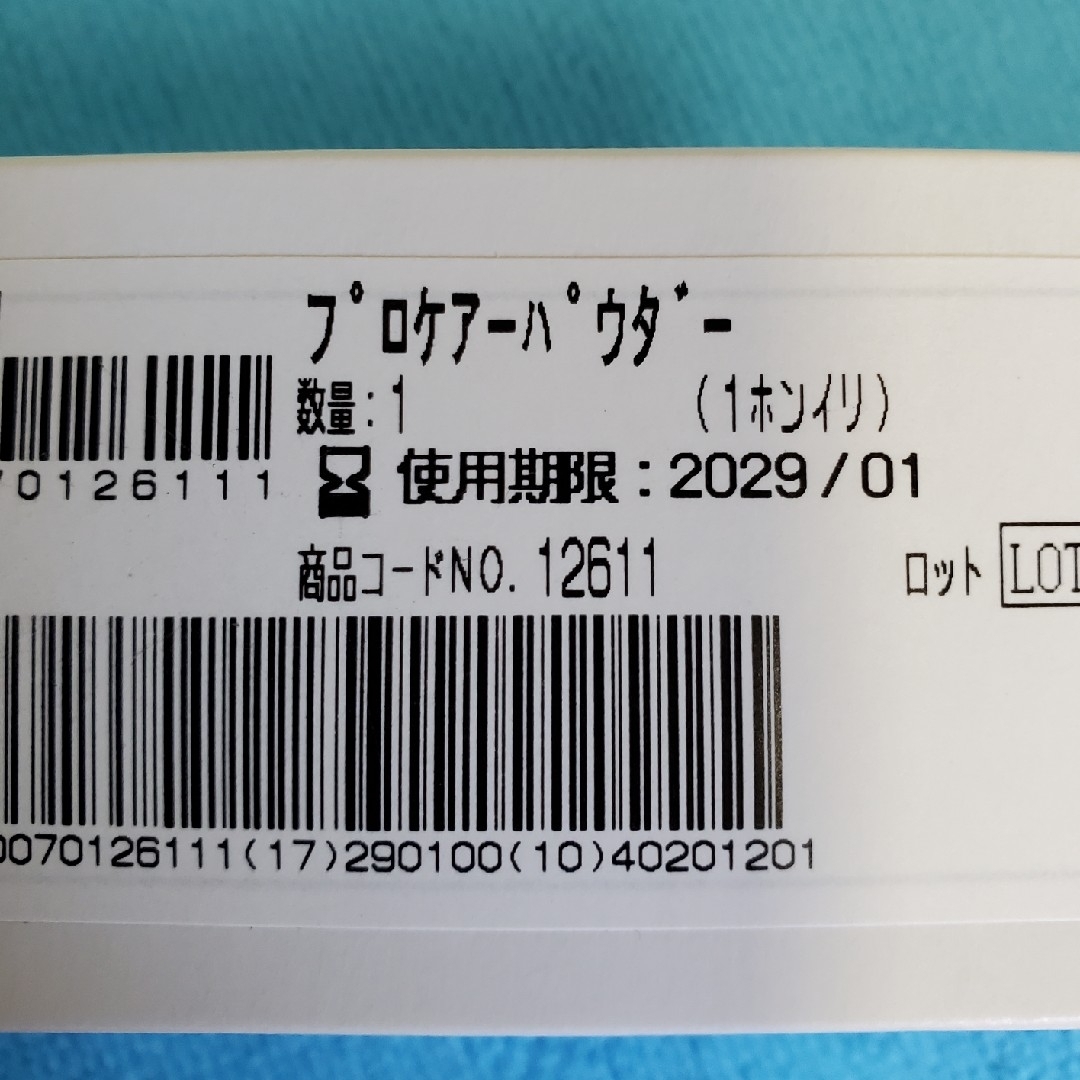 ﾌﾟﾛｹｱｰﾊﾟｳﾀﾞｰ
数量:1 (1ホンイリ)
70126111
使用期限:2029/01
商品コードNO. 12611 ロット LOT
0070126111(17)290100(10)40201201